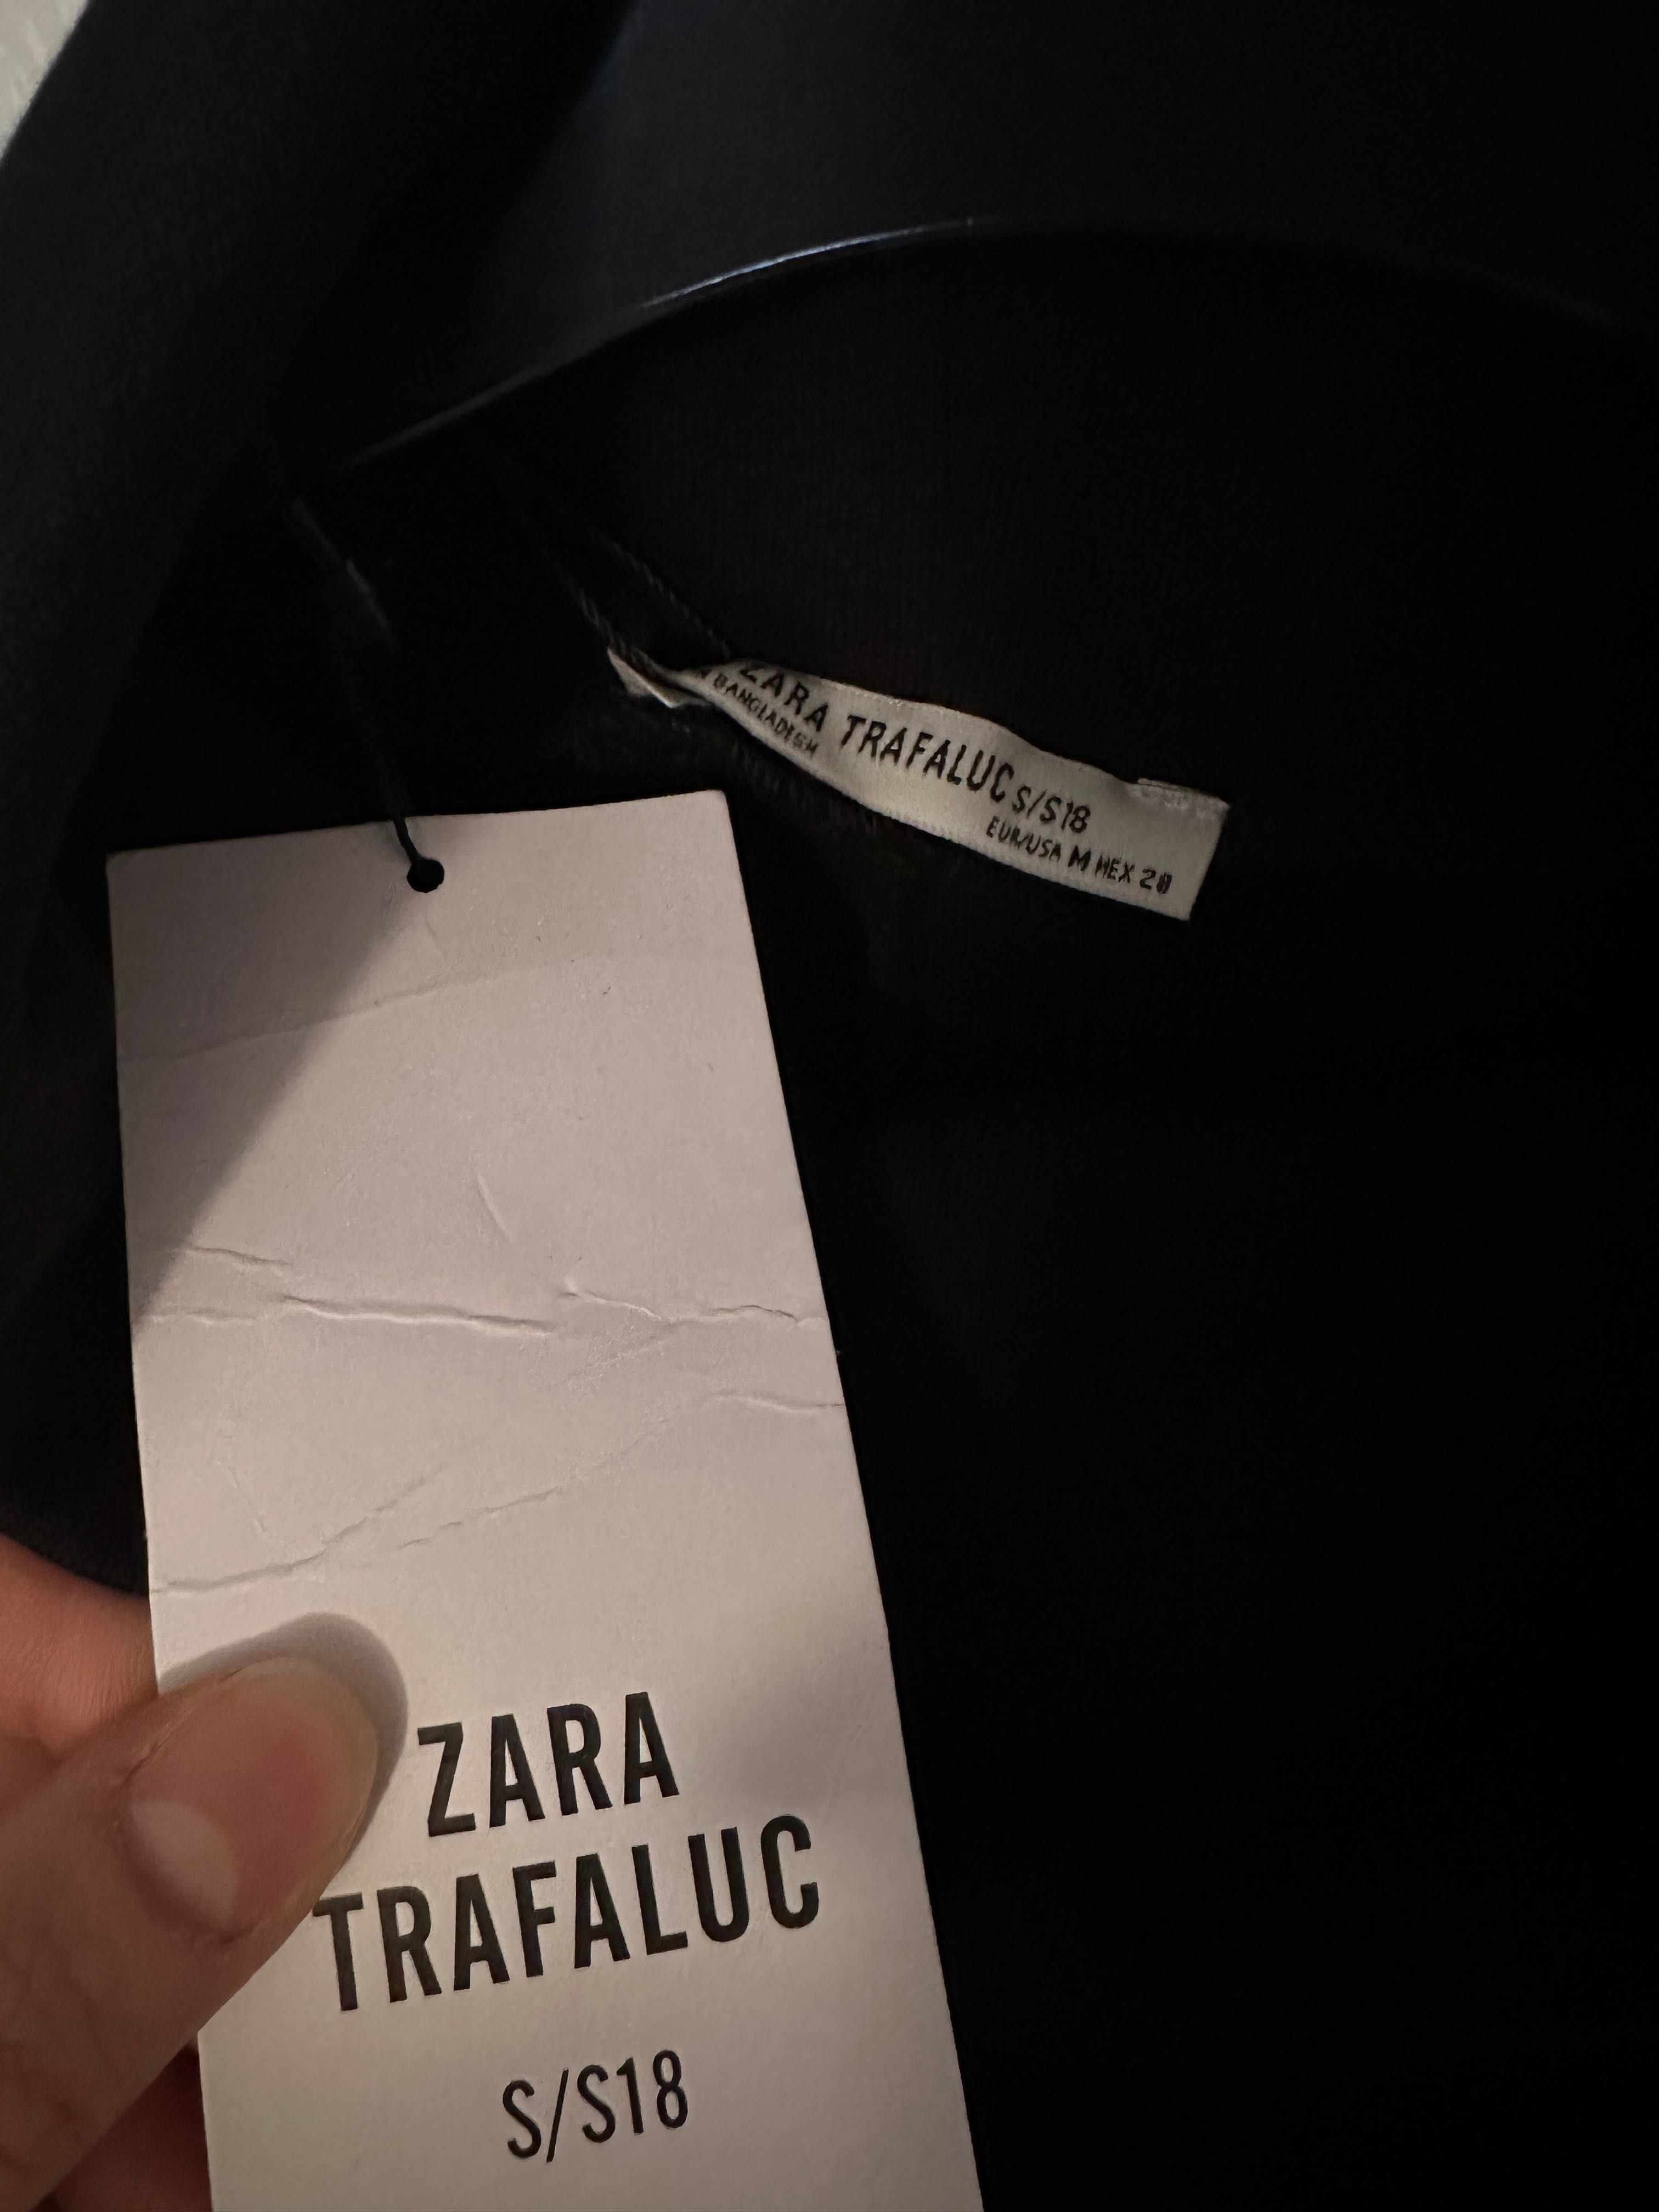 ZARA TRAFALUC S/S18
BANGLADESH
EUR/USA M MEX 28
ZARA
TRAFALUC
S/S18